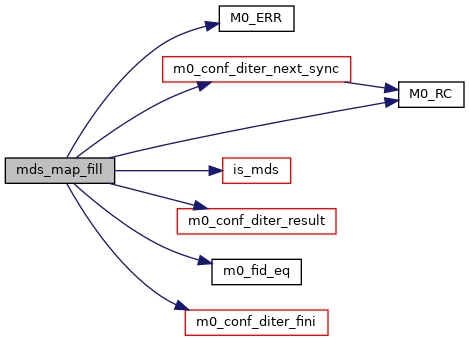 M0_ERR
m0_conf_diter_next_sync
M0_RC
mds_map_fill
is_mds
m0_conf_diter_result
m0_fid_eq
m0_conf_diter_fini